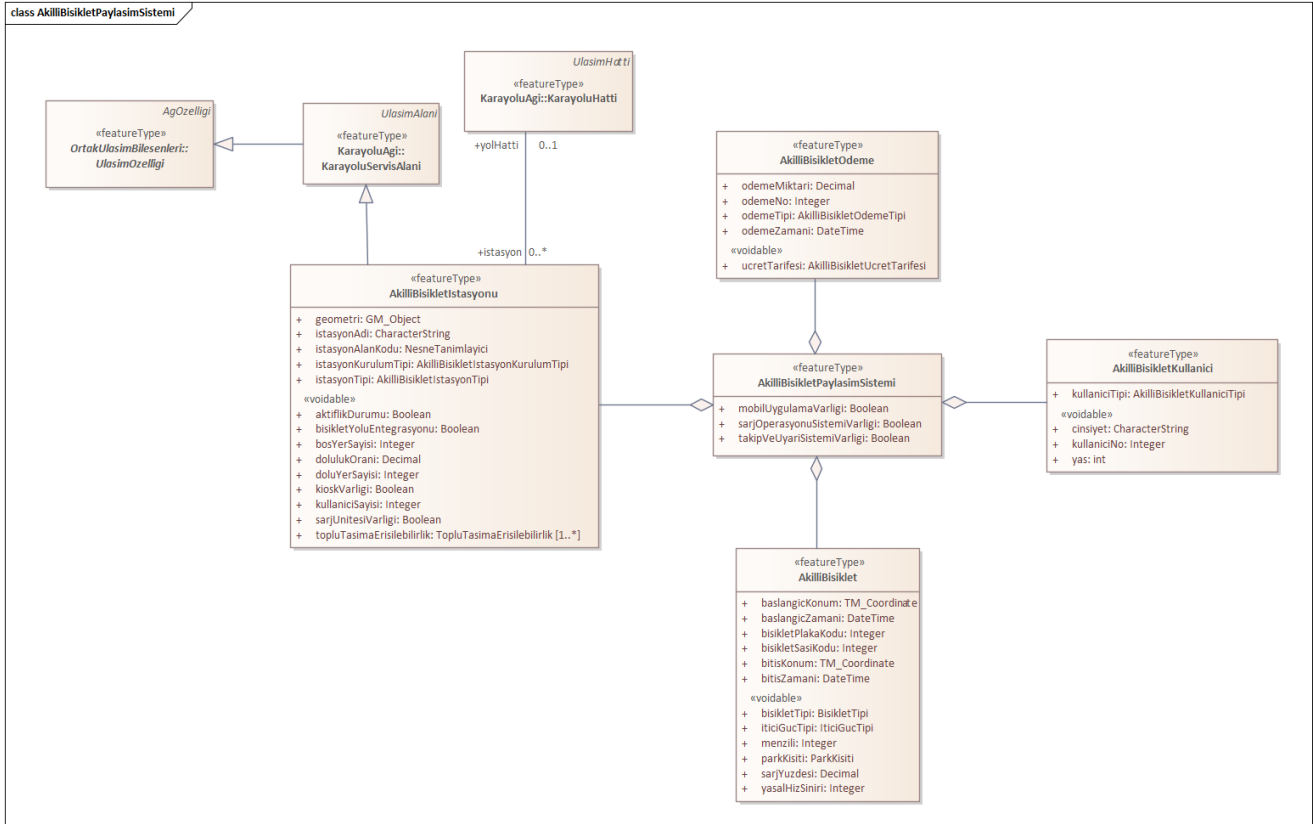 class AkilliBisikletPaylasimSistemi
AgOzelligi
«featureType»
OrtakUlasimBilesenleri::
UlasimOzelligi
UlasimAlani
«featureType»
KarayoluAgi::
KarayoluServisAlani
UlasimHatti
«featureType»
KarayoluAgi::KarayoluHatti
+yolHatti 0..1
+istasyon 0..*
«featureType»
AkilliBisikletIstasyonu
+ geometri: GM_Object
+ istasyonAdi: CharacterString
+ istasyonAlanKodu: NesneTanimlayici
+ istasyonKurulumTipi: AkilliBisikletIstasyonKurulumTipi
+ istasyonTipi: AkilliBisikletIstasyonTipi
«voidable»
+ aktiflikDurumu: Boolean
+ bisikletYoluEntegrasyonu: Boolean
+ bosYerSayisi: Integer
+ dolulukOrani: Decimal
+ doluYerSayisi: Integer
+ kioskVarligi: Boolean
+ kullaniciSayisi: Integer
+ sarjUnitesiVarligi: Boolean
+ topluTasimaErisilebilirlik: TopluTasimaErisilebilirlik [1..*]
«featureType»
AkilliBisikletOdeme
+ odemeMiktari: Decimal
+ odemeNo: Integer
+ odemeTipi: AkilliBisikletOdemeTipi
+ odemeZamani: DateTime
«voidable»
+ ucretTarifesi: AkilliBisikletUcretTarifesi
«featureType»
AkilliBisikletPaylasimSistemi
+ mobilUygulamaVarligi: Boolean
+ sarjOperasyonuSistemiVarligi: Boolean
+ takipVeUyariSistemiVarligi: Boolean
«featureType»
AkilliBisikletKullanici
+ kullaniciTipi: AkilliBisikletKullaniciTipi
«voidable»
+ cinsiyet: CharacterString
+ kullaniciNo: Integer
+ yas: int
«featureType»
AkilliBisiklet
+ baslangicKonum: TM_Coordinate
+ baslangicZamani: DateTime
+ bisikletPlakaKodu: Integer
+ bisikletSasiKodu: Integer
+ bitisKonum: TM_Coordinate
+ bitisZamani: DateTime
«voidable»
+ bisikletTipi: BisikletTipi
+ iticiGucTipi: IticiGucTipi
+ menzili: Integer
+ parkKisiti: ParkKisiti
+ sarjYuzdesi: Decimal
+ yasalHizSiniri: Integer